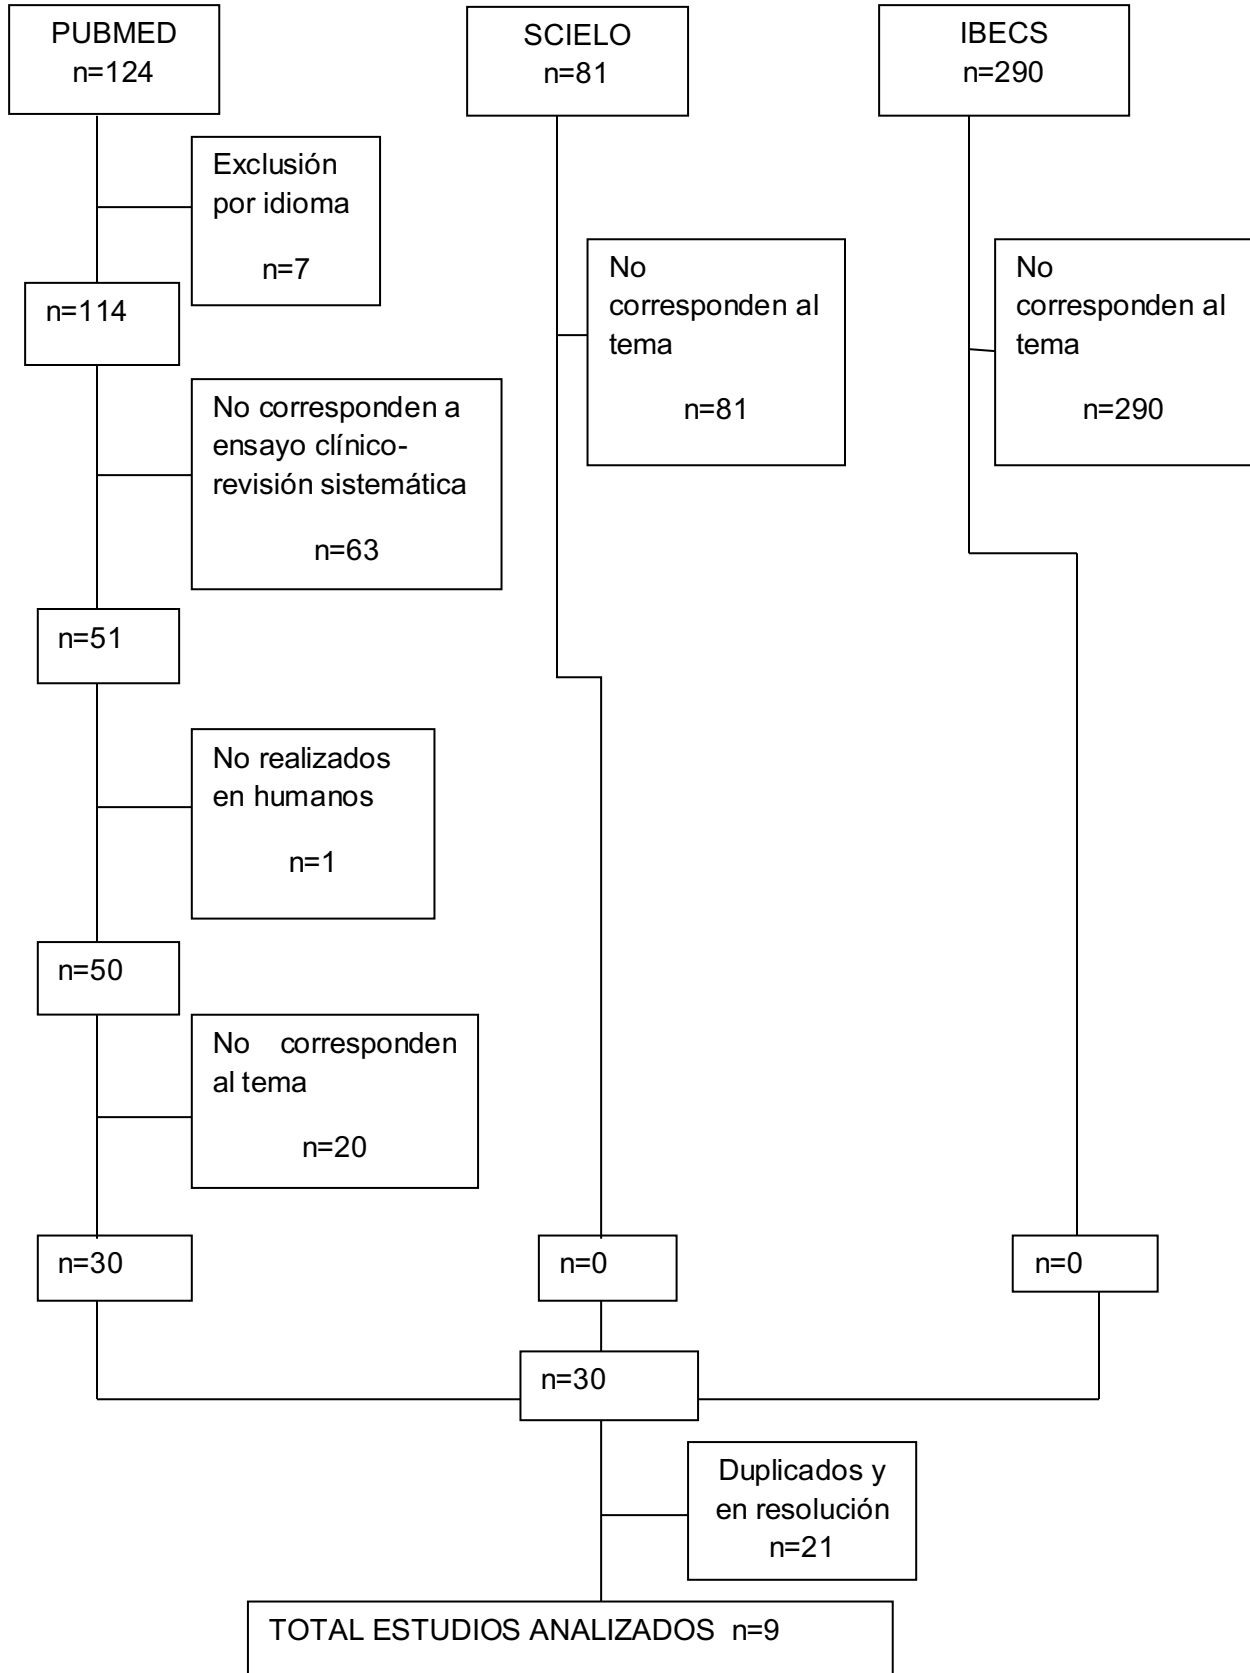 PUBMED
n=124
SCIELO
n=81
IBECS
n=290
Exclusión
por idioma
n=7
n=114
No
corresponden al
tema
n=81
No
corresponden al
tema
n=290
No corresponden a
ensayo clínico-
revisión sistemática
n=63
n=51
No realizados
en humanos
n=1
n=50
No corresponden
al tema
n=20
n=30
n=0
n=0
n=30
Duplicados y
en resolución
n=21
TOTAL ESTUDIOS ANALIZADOS n=9